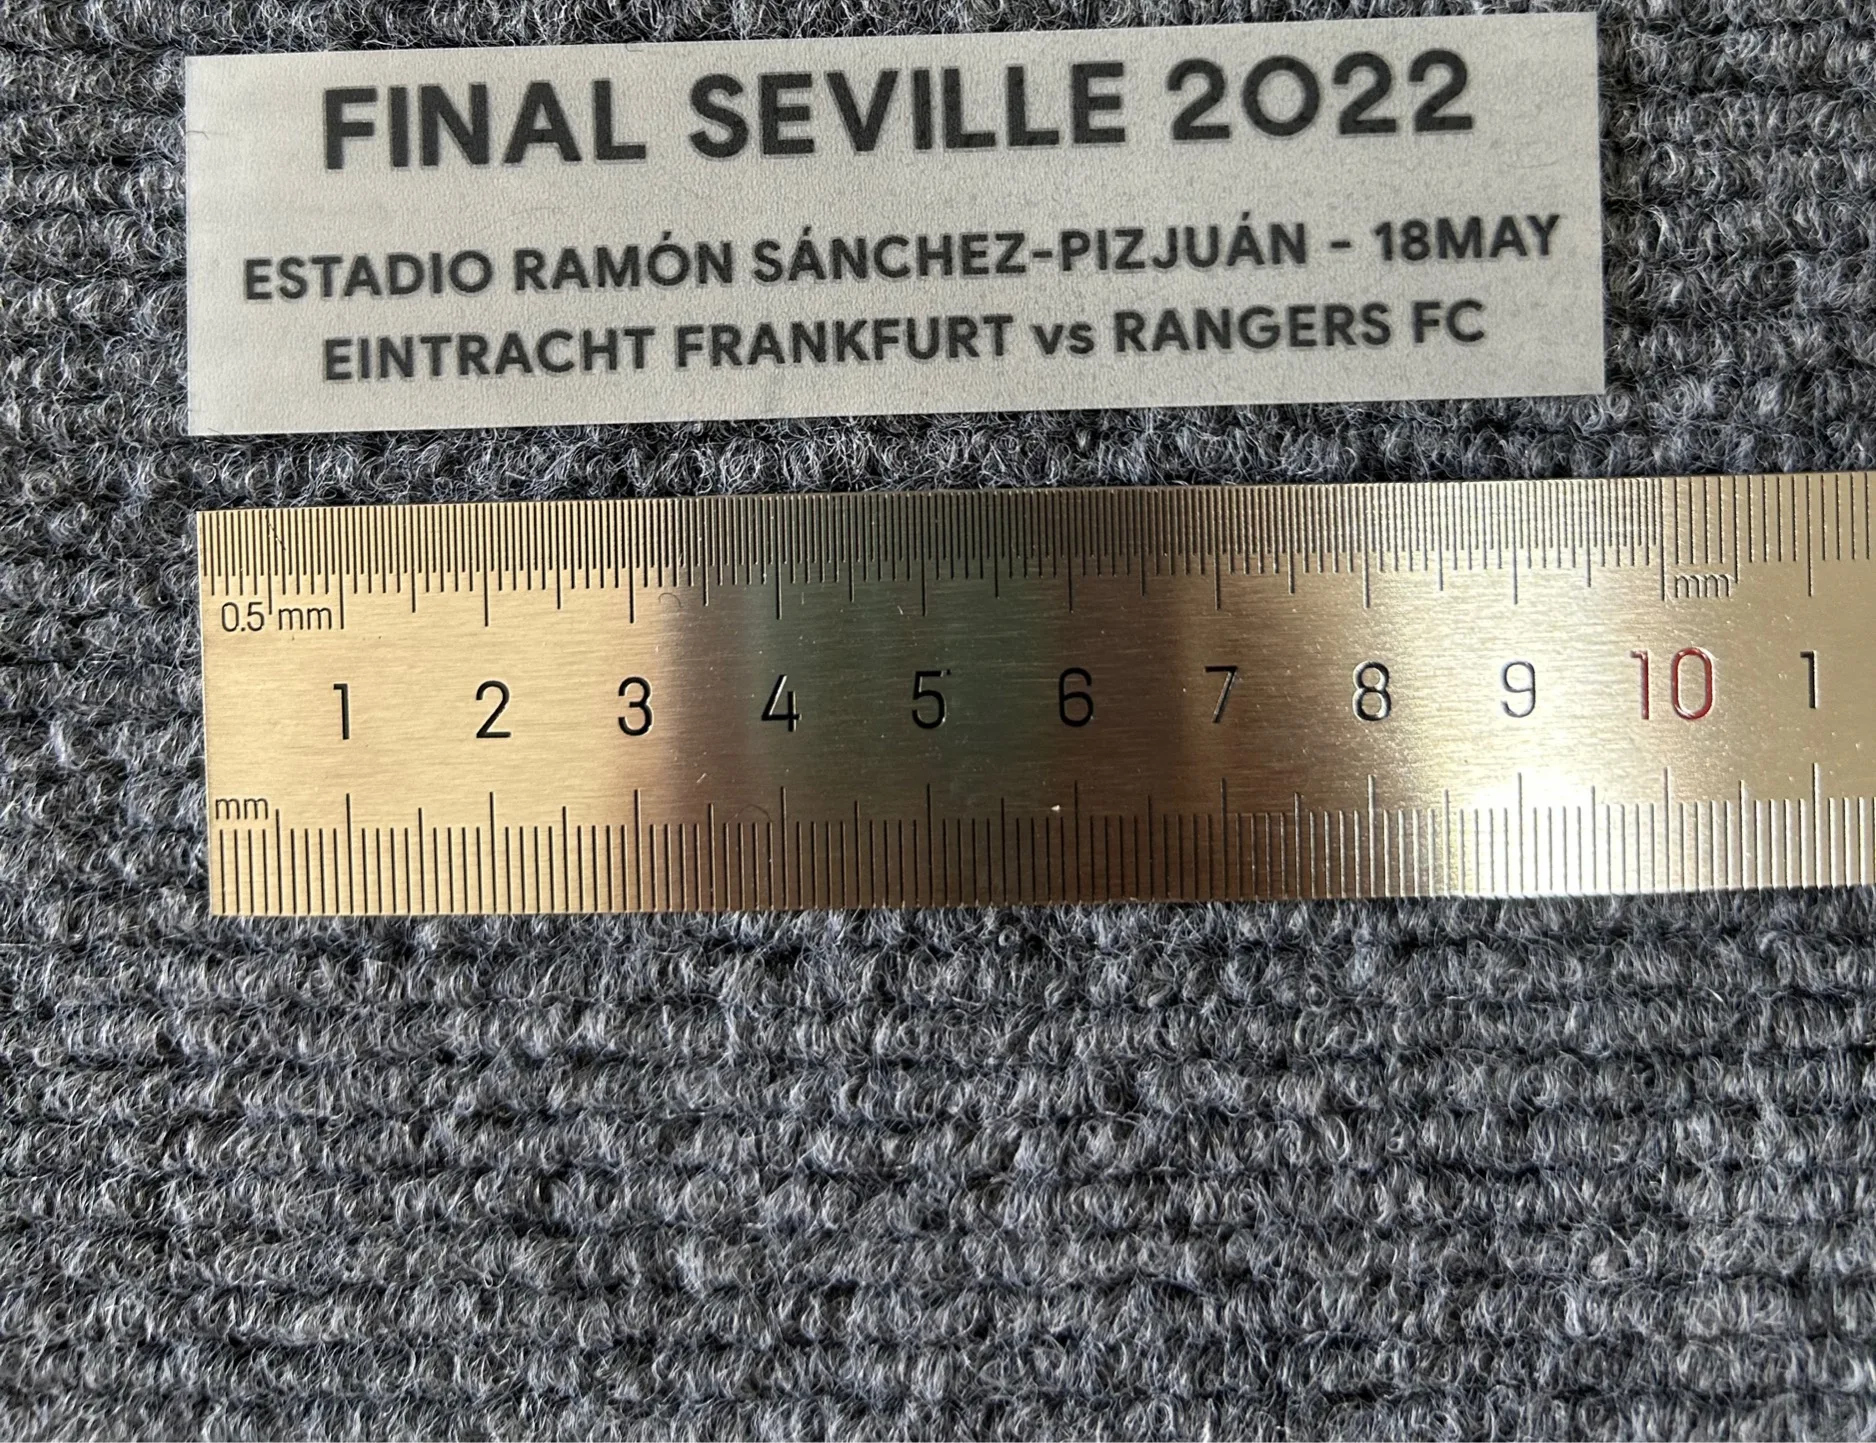 FINAL SEVILLE 2022
ESTADIO RAMÓN SÁNCHEZ-PIZJUÁN - 18MAY
EINTRACHT FRANKFURT vs RANGERS FC
0.5 mm mm
1 2 3 4 5 6 7 8 9 10 1
mm